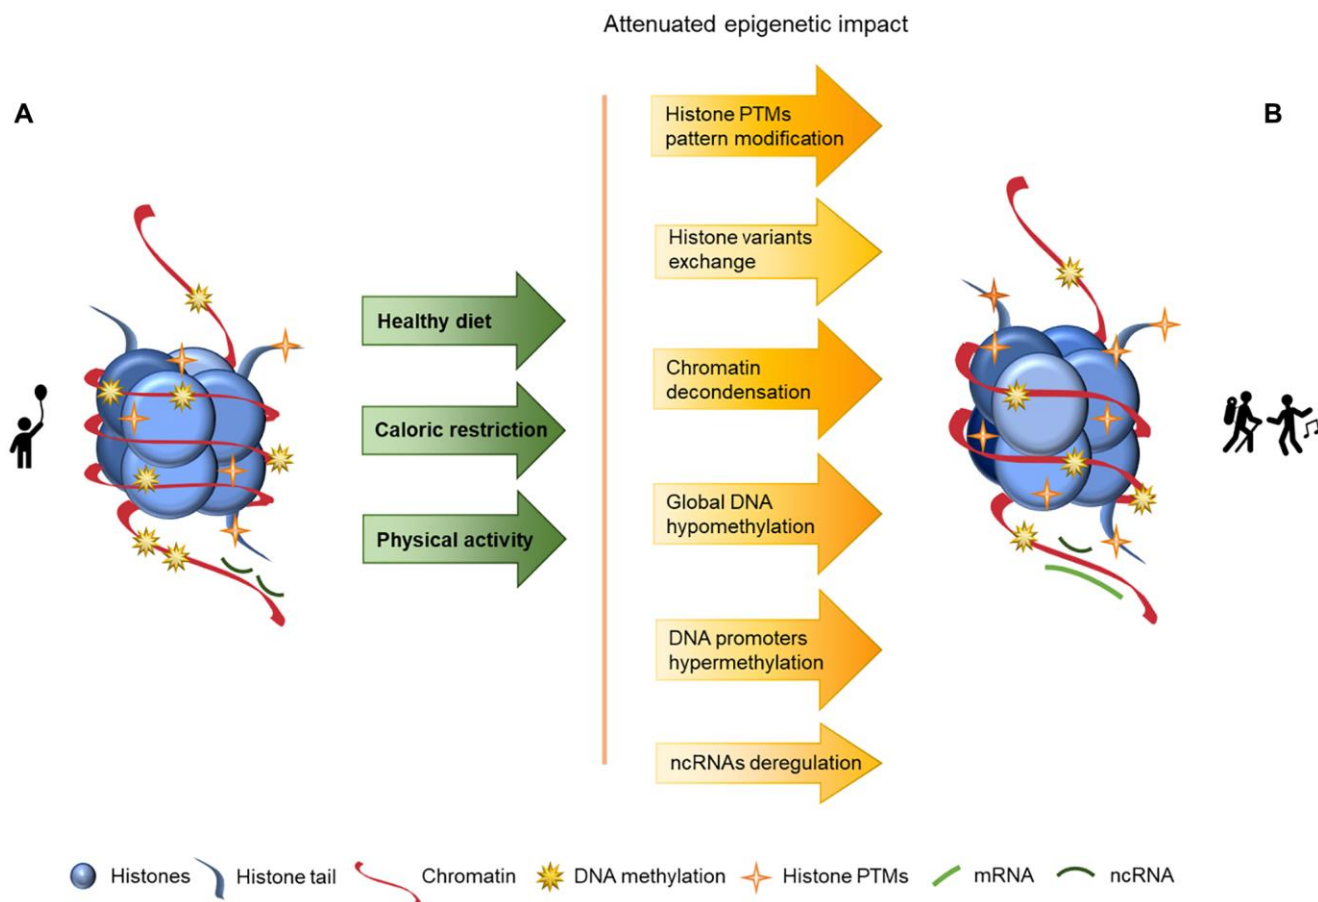 Attenuated epigenetic impact
A
B
Histone PTMs
pattern modification
Histone variants
exchange
Healthy diet
Chromatin
decondensation
Caloric restriction
Global DNA
hypomethylation
Physical activity
DNA promoters
hypermethylation
ncRNAs deregulation
Histones
Histone tail
Chromatin
DNA methylation
Histone PTMs
mRNA
ncRNA